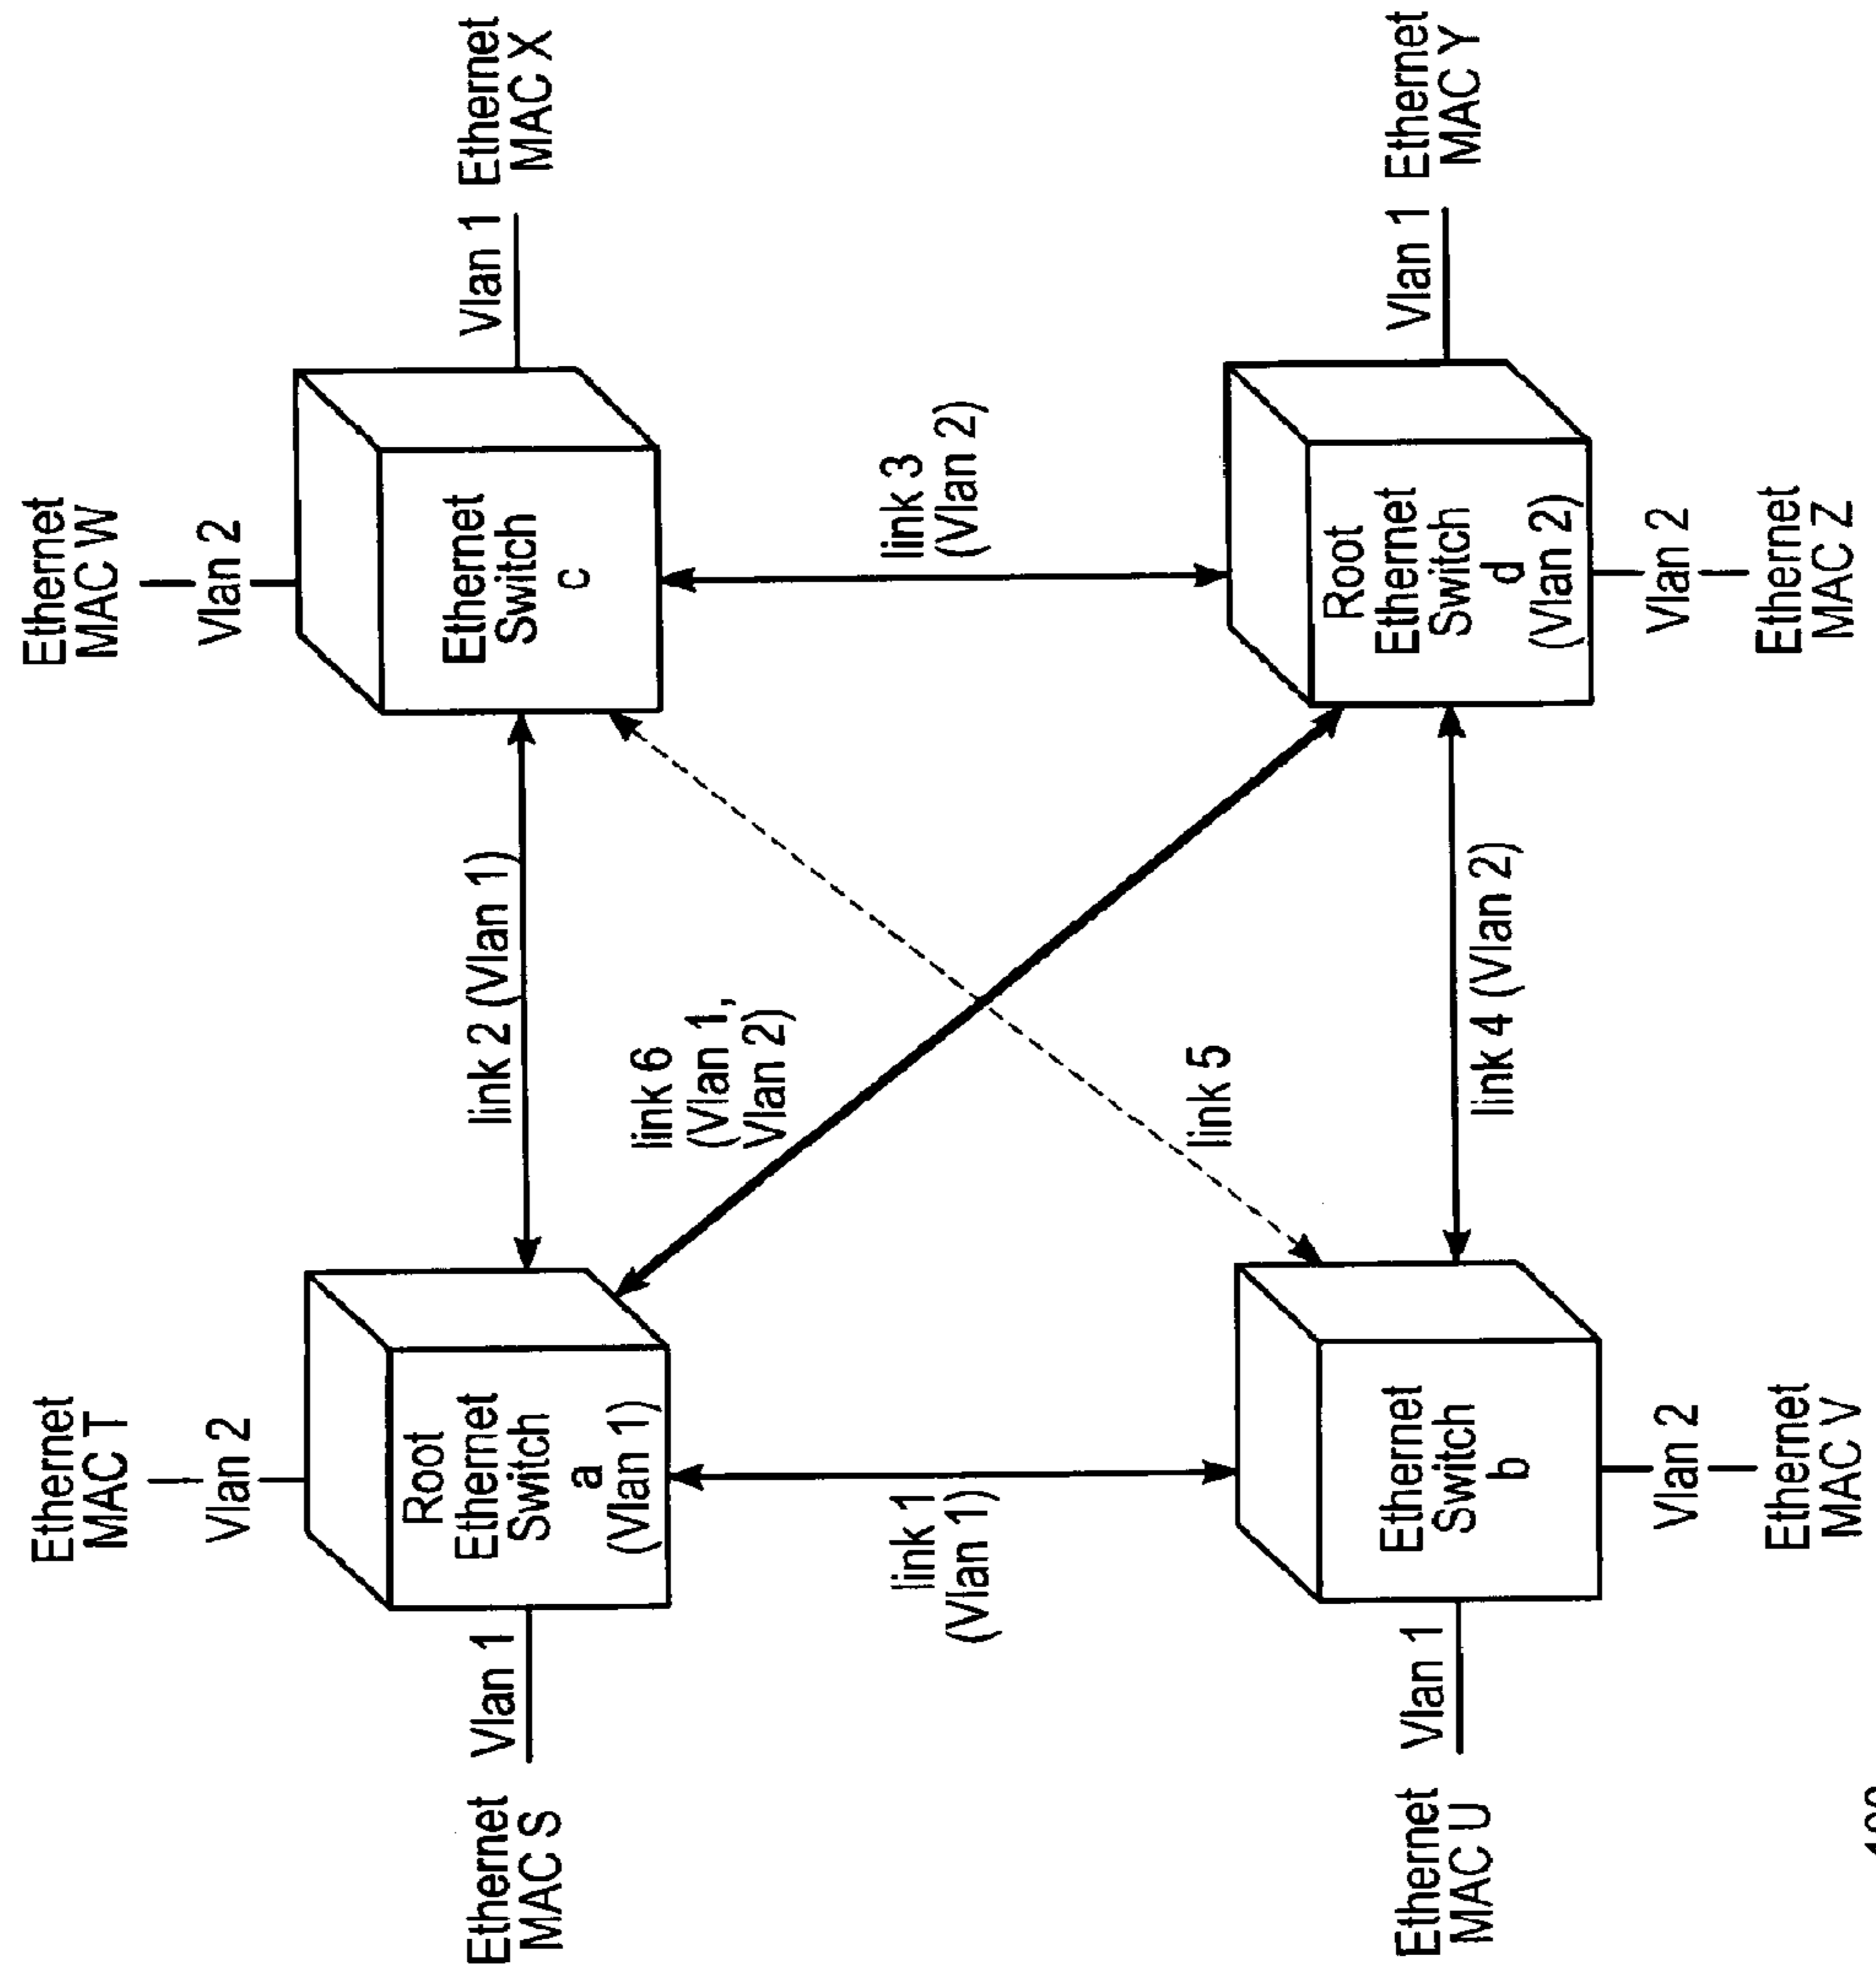 Ethernet
MAC T
Vlan 2
Ethernet
MAC W
Vlan 2
Ethernet
MAC S
Vlan 1
Root
Ethernet
Switch
a
(Vlan 1)
link 2 (Vlan 1)
Ethernet
Switch
c
Vlan 1
Ethernet
MAC X
link 6
(Vlan 1,
Vlan 2)
link 1
(Vlan 1)
link 3
(Vlan 2)
link 5
Ethernet
MAC U
Vlan 1
Ethernet
Switch
b
link 4 (Vlan 2)
Root
Ethernet
Switch
d
(Vlan 2)
Vlan 1
Ethernet
MAC Y
Vlan 2
Ethernet
MAC V
Vlan 2
Ethernet
MAC Z